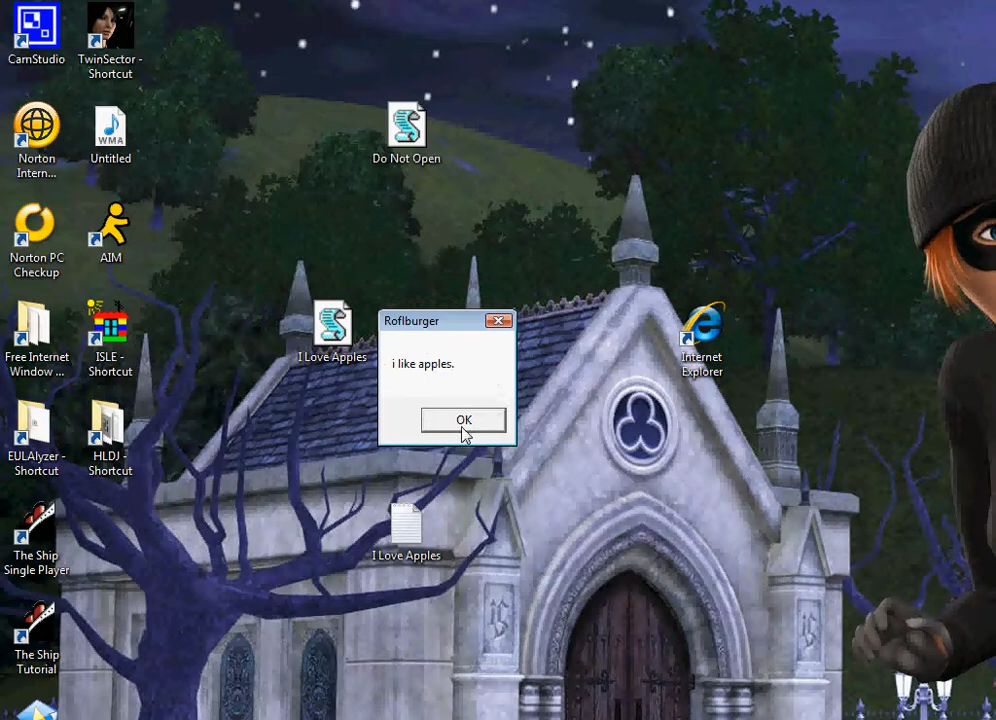 CamStudio
TwinSector -
Shortcut
Norton
Intern...
WMA
Untitled
Do Not Open
Norton PC
Checkup
AIM
Free Internet
Window ...
ISLE -
Shortcut
I Love Apples
Roflburger
i like apples.
OK
Internet
Explorer
EULAlyzer -
Shortcut
HLDJ -
Shortcut
I Love Apples
The Ship
Single Player
The Ship
Tutorial